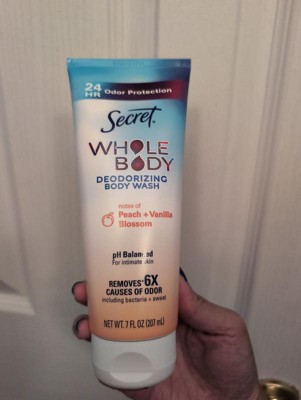 24
HR Odor Protection
Secret.
WHOLE
BODY
DEODORIZING
BODY WASH
notes of
Peach + Vanilla
Blossom
pH Balanced
For intimate skin
REMOVES 6X
CAUSES OF ODOR
including bacteria + sweat
NET WT. 7 FL OZ (207 mL)